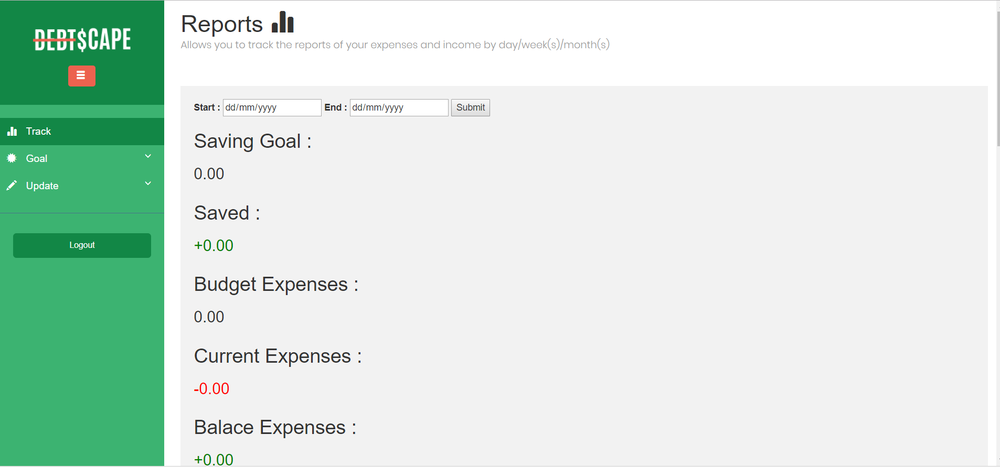 DEBT$CAPE
Track
Goal
Update
Logout
Reports
Allows you to track the reports of your expenses and income by day/week(s)/month(s)
Start : dd/mm/yyyy End : dd/mm/yyyy Submit
Saving Goal :
0.00
Saved :
+0.00
Budget Expenses :
0.00
Current Expenses :
-0.00
Balace Expenses :
+0.00